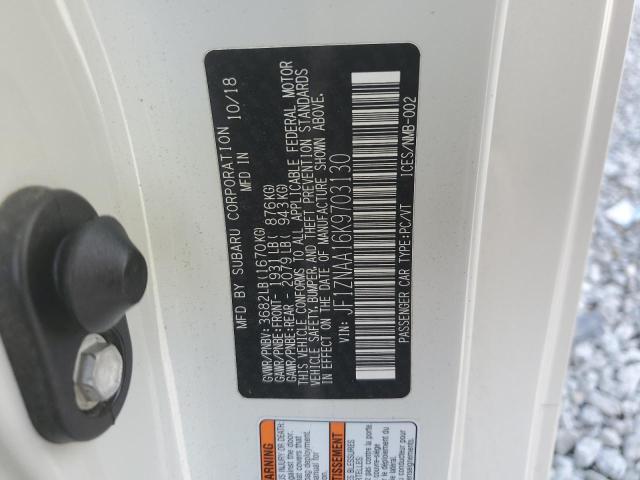 MFD BY SUBARU CORPORATION 10/18
MFD IN
GVWR/PNBV: 3682LB(1670KG)
GAWR/PNBE:FRONT- 1931LB( 876KG)
GAWR/PNBE:REAR - 2079LB( 943KG)
THIS VEHICLE CONFORMS TO ALL APPLICABLE FEDERAL MOTOR
VEHICLE SAFETY, BUMPER, AND THEFT PREVENTION STANDARDS
IN EFFECT ON THE DATE OF MANUFACTURE SHOWN ABOVE.
VIN: JF1ZNAA16K9703130
PASSENGER CAR TYPE:PC/VT ICES/NMB-002
WARNING